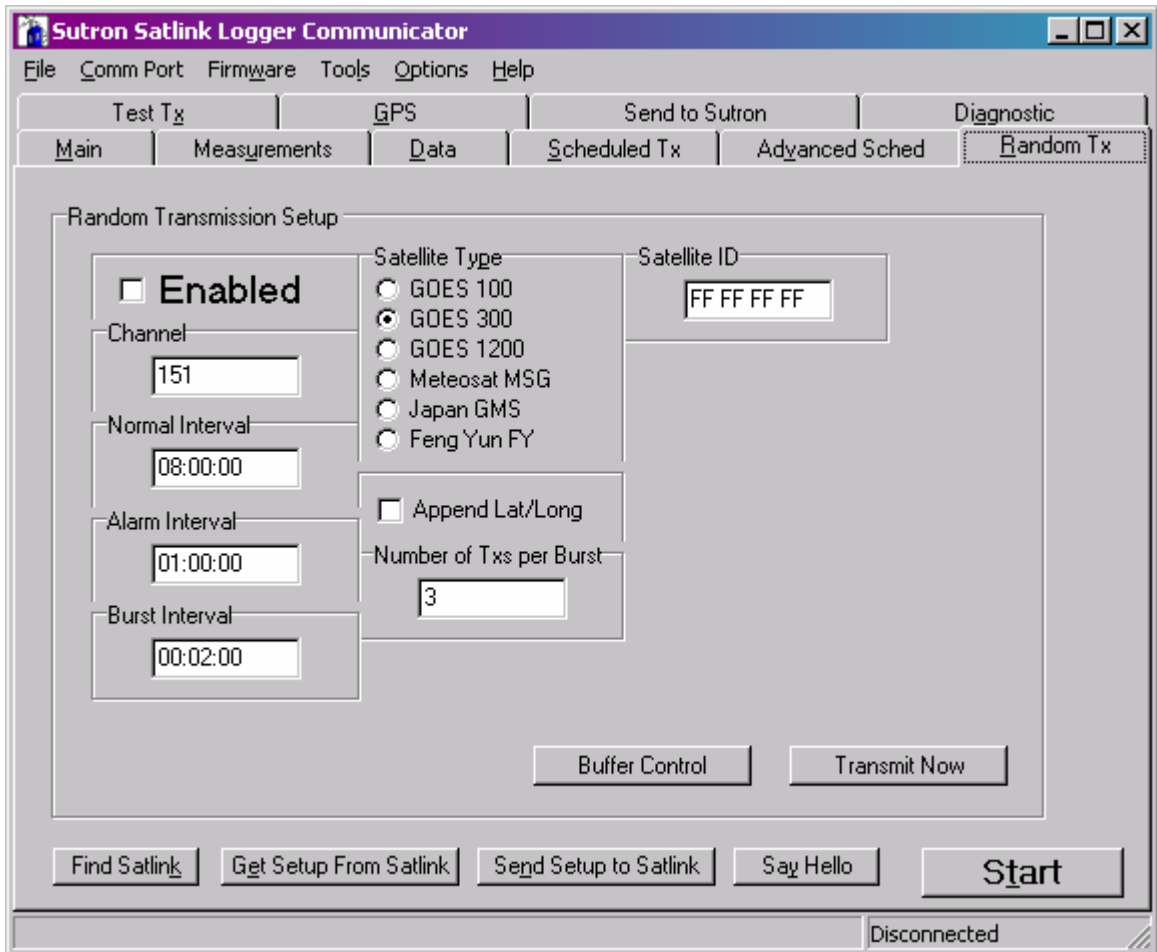 Sutron Satlink Logger Communicator
File Comm Port Firmware Tools Options Help
Test Tx GPS Send to Sutron Diagnostic
Main Measurements Data Scheduled Tx Advanced Sched Random Tx
Random Transmission Setup
Enabled
Channel
151
Normal Interval
08:00:00
Alarm Interval
01:00:00
Burst Interval
00:02:00
Satellite Type
GOES 100
GOES 300
GOES 1200
Meteosat MSG
Japan GMS
Feng Yun FY
Append Lat/Long
Number of Txs per Burst
3
Satellite ID
FF FF FF FF
Buffer Control Transmit Now
Find Satlink Get Setup From Satlink Send Setup to Satlink Say Hello Start
Disconnected